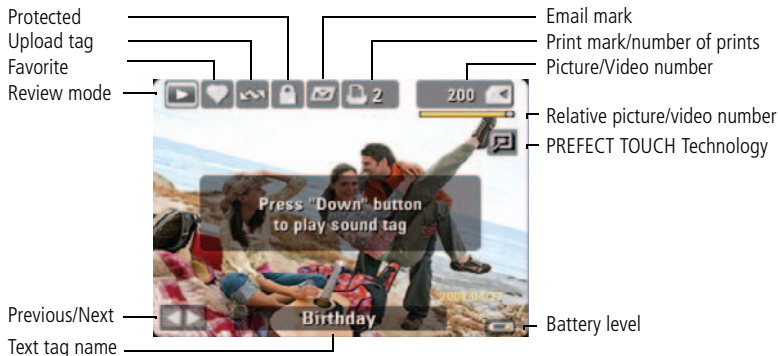 Protected
Upload tag
Favorite
Review mode
Email mark
Print mark/number of prints
Picture/Video number
2
200
Relative picture/video number
PREFECT TOUCH Technology
Press "Down" button
to play sound tag
Previous/Next
Birthday
Battery level
Text tag name